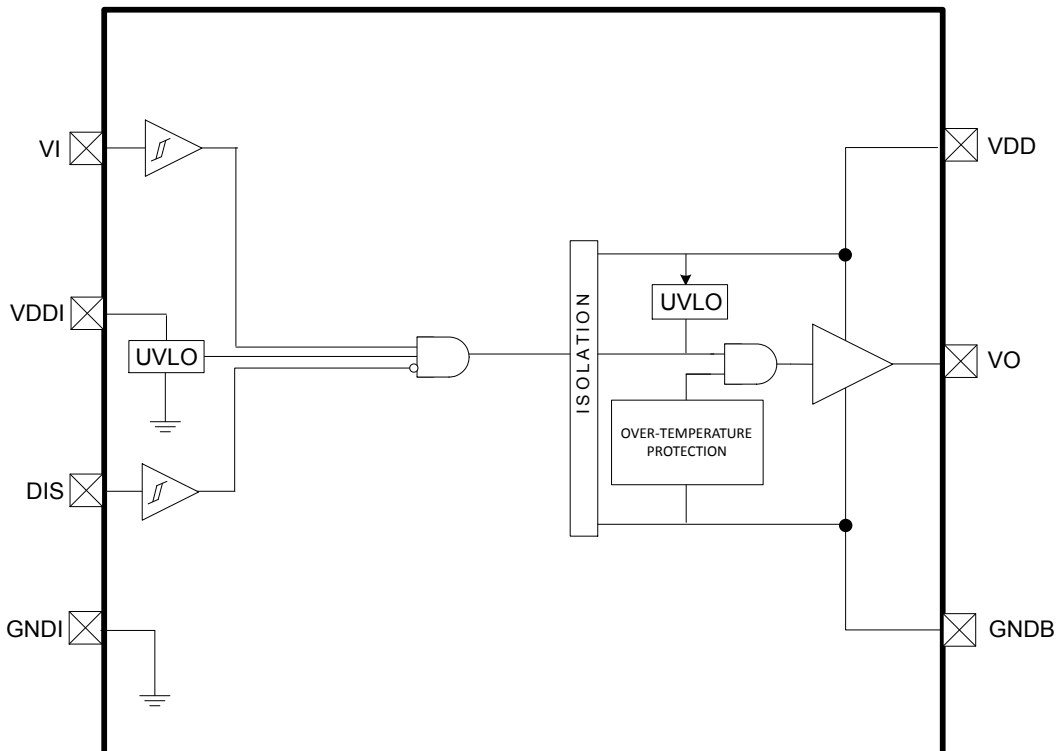 VI
VDD
VDDI
UVLO
UVLO
ISOLATION
VO
OVER-TEMPERATURE
PROTECTION
DIS
GNDI
GNDB